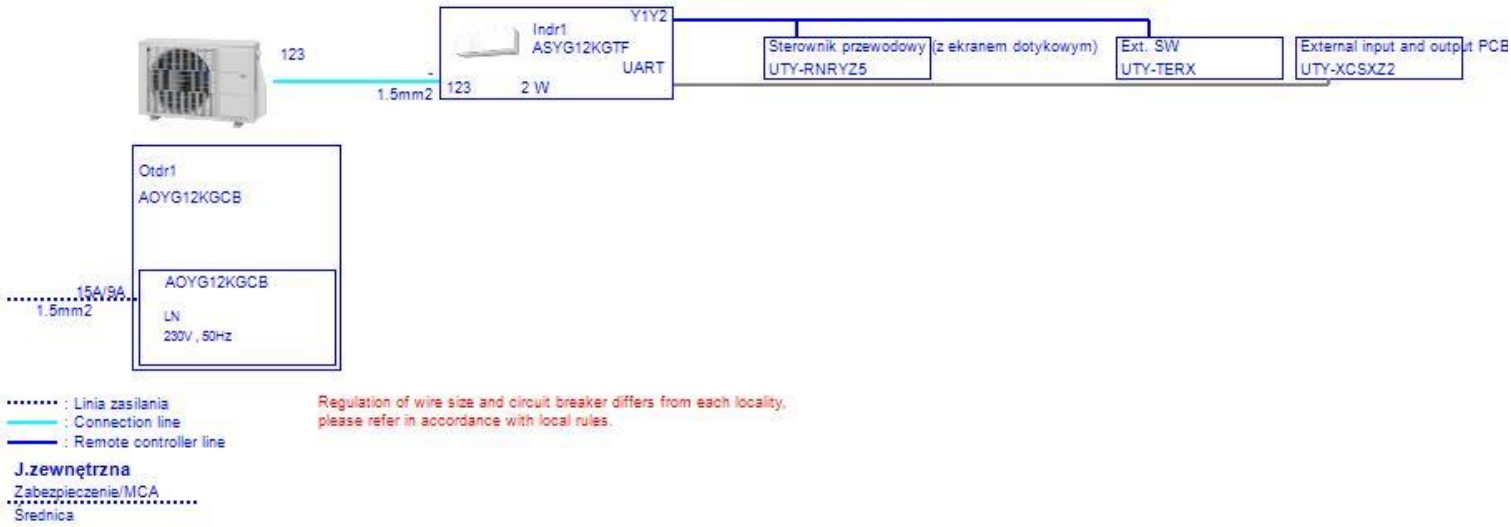 123
-
1.5mm2
Y1Y2
Indr1
ASYG12KGTF
UART
123 2 W
Sterownik przewodowy (z ekranem dotykowym)
UTY-RNRYZ5
Ext. SW
UTY-TERX
External input and output PCB
UTY-XCSXZ2
Otdr1
AOYG12KGCB
15A/9A
1.5mm2
AOYG12KGCB
LN
230V , 50Hz
: Linia zasilania
: Connection line
: Remote controller line
Regulation of wire size and circuit breaker differs from each locality,
please refer in accordance with local rules.
J.zewnętrzna
Zabezpieczenie/MCA
Średnica